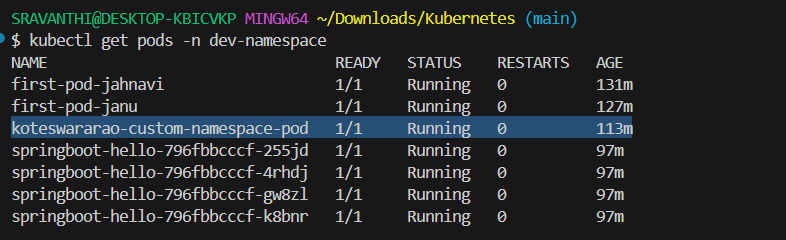 SRAVANTHI@DESKTOP-KBICVKP MINGW64 ~/Downloads/Kubernetes (main)
$ kubectl get pods -n dev-namespace
NAME READY STATUS RESTARTS AGE
first-pod-jahnavi 1/1 Running 0 131m
first-pod-janu 1/1 Running 0 127m
koteswararao-custom-namespace-pod 1/1 Running 0 113m
springboot-hello-796fbbcccf-255jd 1/1 Running 0 97m
springboot-hello-796fbbcccf-4rhdj 1/1 Running 0 97m
springboot-hello-796fbbcccf-gw8zl 1/1 Running 0 97m
springboot-hello-796fbbcccf-k8bnr 1/1 Running 0 97m